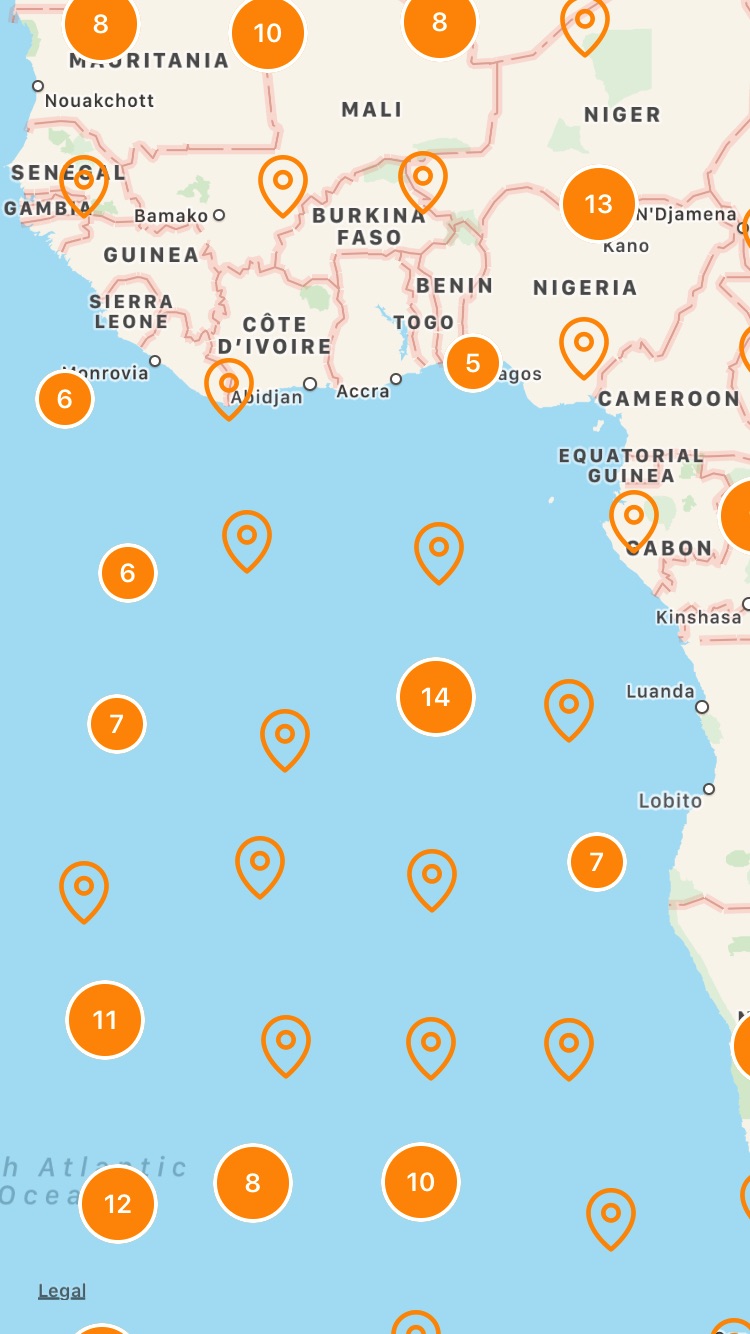 8
10
8
MAURITANIA
Nouakchott
MALI
NIGER
SENEGAL
GAMBIA
Bamako
BURKINA
FASO
13
N'Djamena
Kano
GUINEA
BENIN
NIGERIA
SIERRA
LEONE
CÔTE
D'IVOIRE
TOGO
Monrovia
5
agos
6
Abidjan
Accra
CAMEROON
EQUATORIAL
GUINEA
GABON
6
Kinshasa
Luanda
14
7
Lobito
7
11
h Atlantic
Ocea
12
8
10
Legal